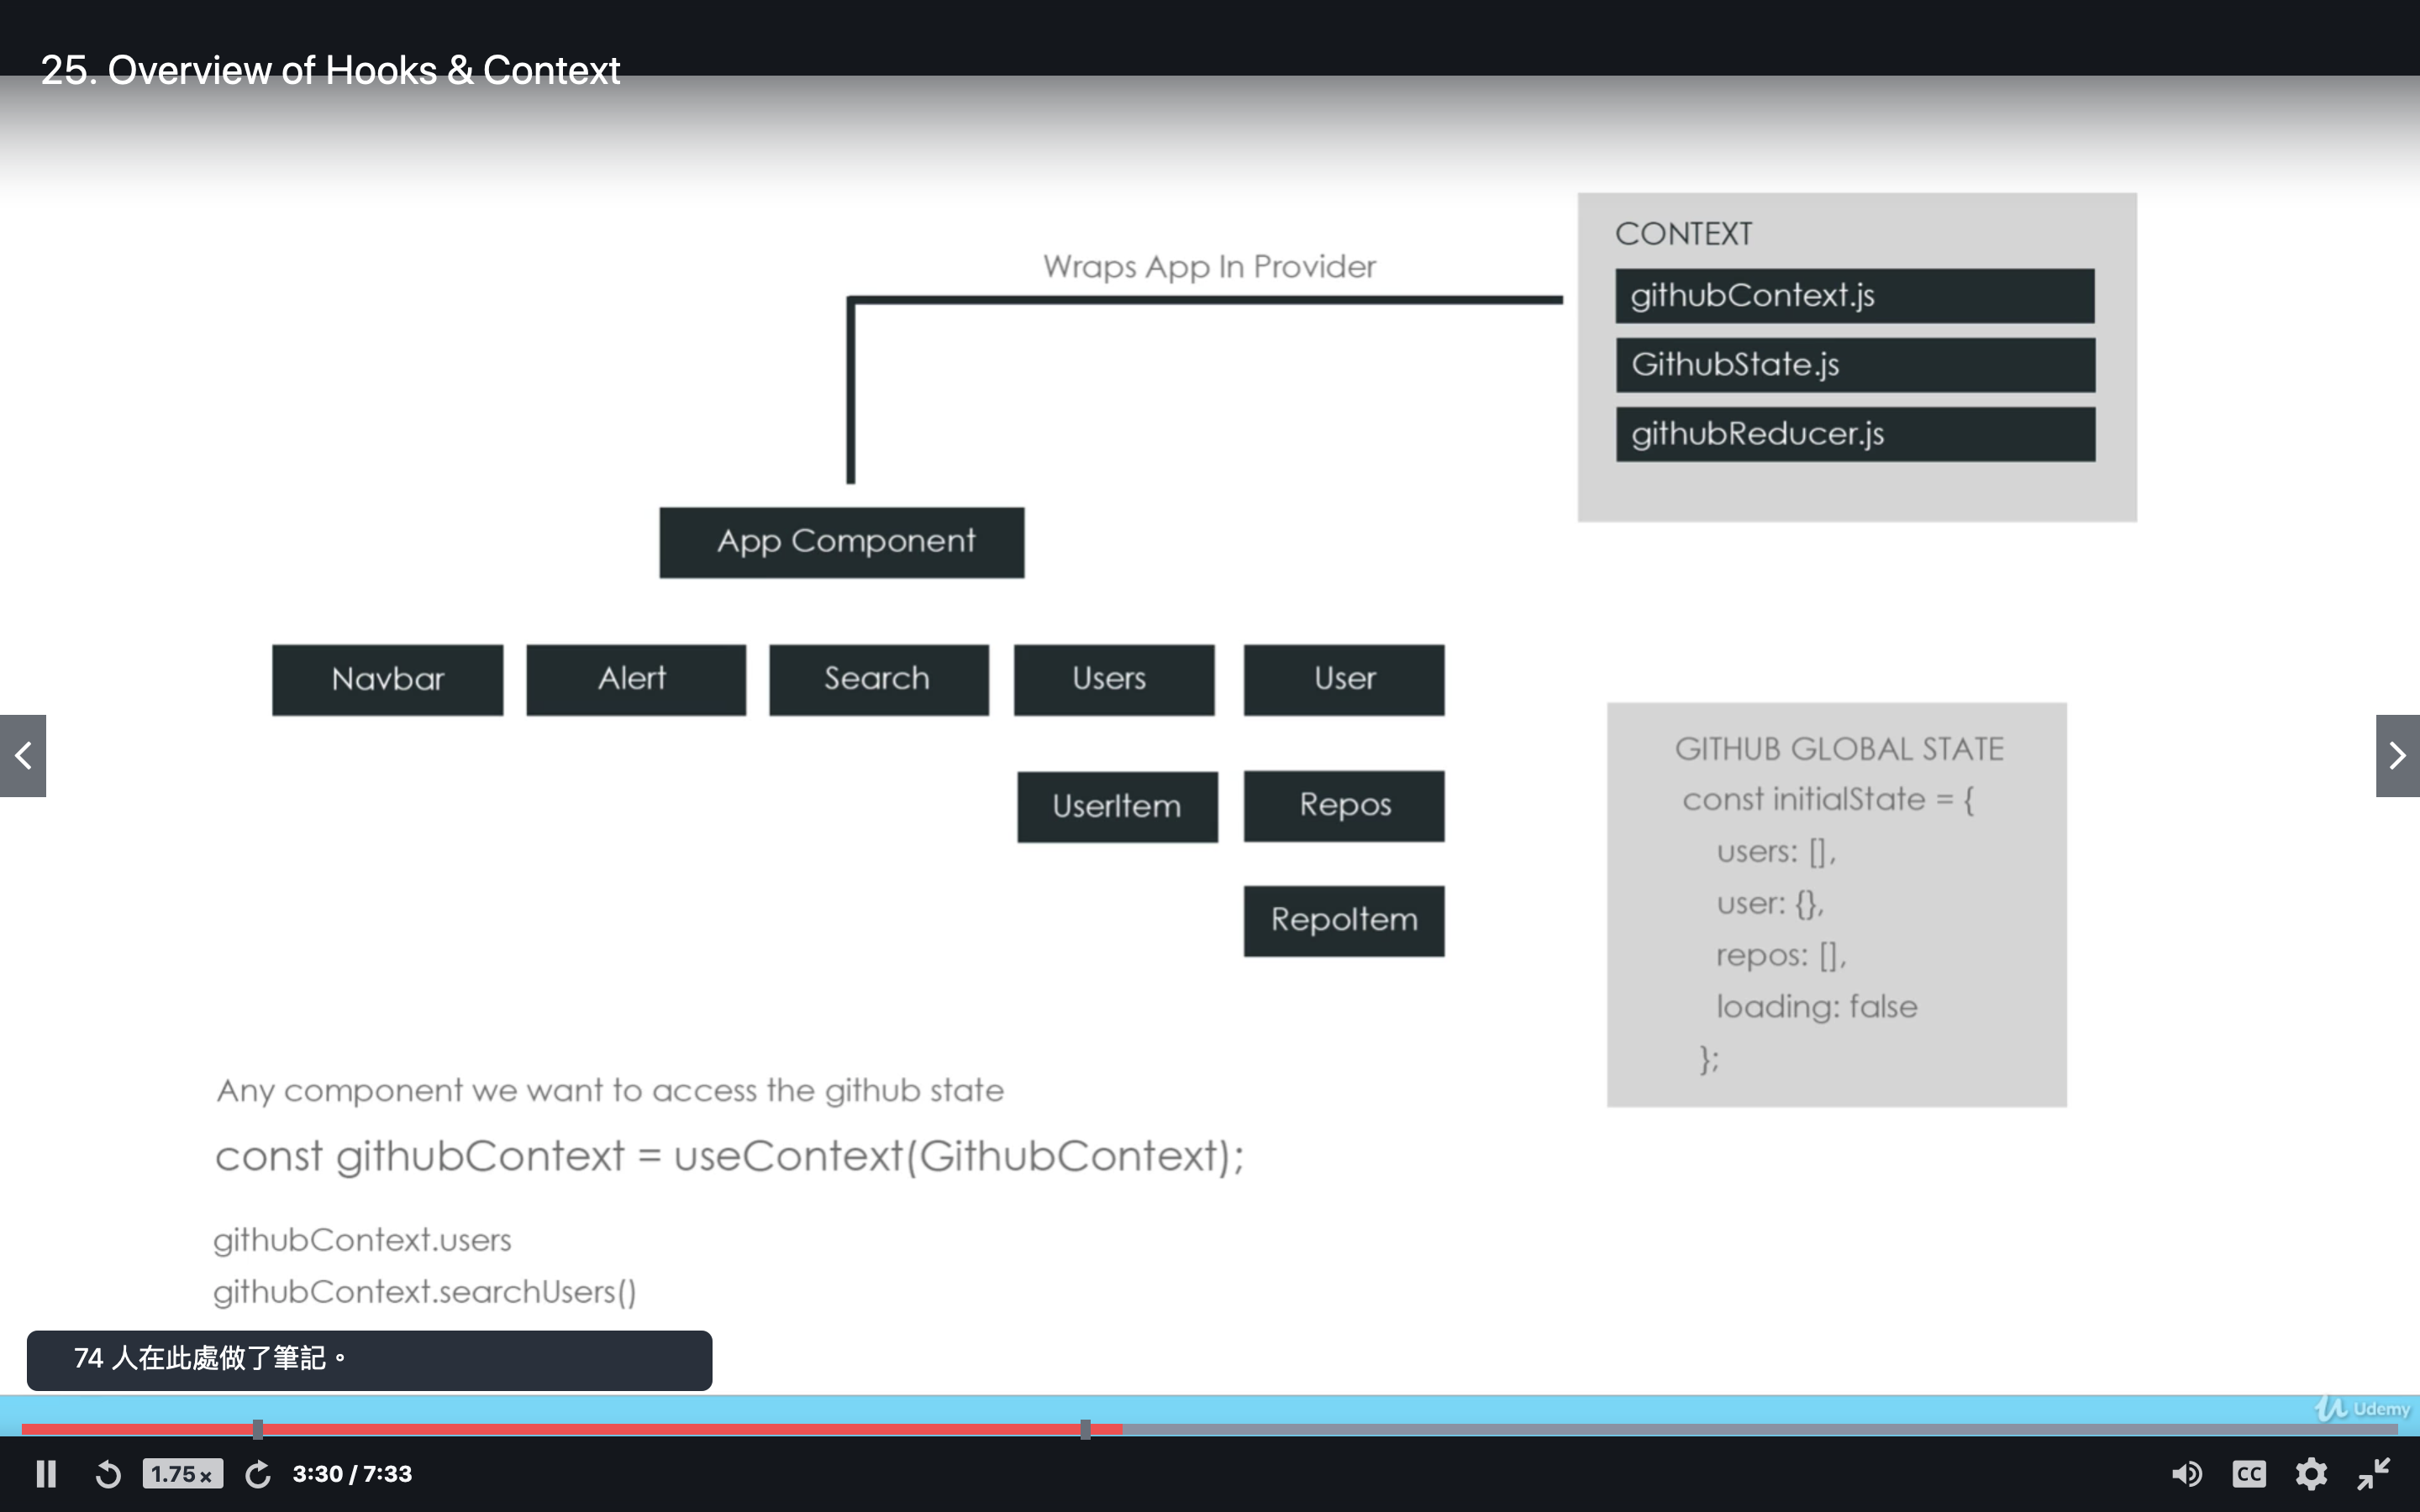 25. Overview of Hooks & Context
Wraps App In Provider
CONTEXT
githubContext.js
GithubState.js
githubReducer.js
App Component
Navbar
Alert
Search
Users
User
UserItem
Repos
RepoItem
GITHUB GLOBAL STATE
const initialState = {
users: [],
user: {},
repos: [],
loading: false
};
Any component we want to access the github state
const githubContext = useContext(GithubContext);
githubContext.users
githubContext.searchUsers()
74 人在此處做了筆記。
Udemy
1.75 x
3:30 / 7:33
CC